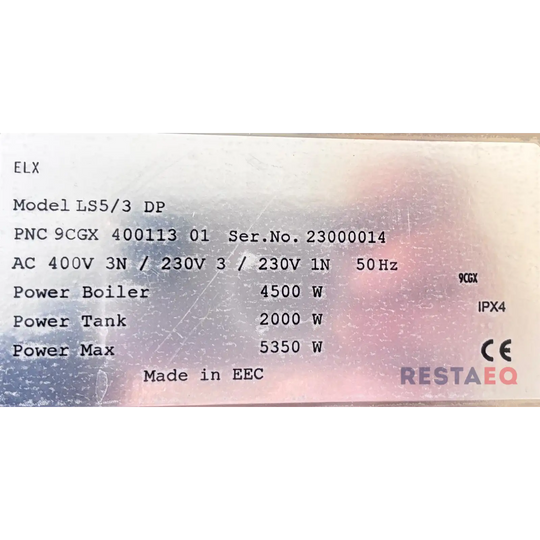 ELX
Model LS5/3 DP
PNC 9CGX 400113 01 Ser.No. 23000014
AC 400V 3N / 230V 3 / 230V 1N 50Hz
9CGX
Power Boiler 4500 W
IPX4
Power Tank 2000 W
Power Max 5350 W
CE
Made in EEC
RESTAEQ